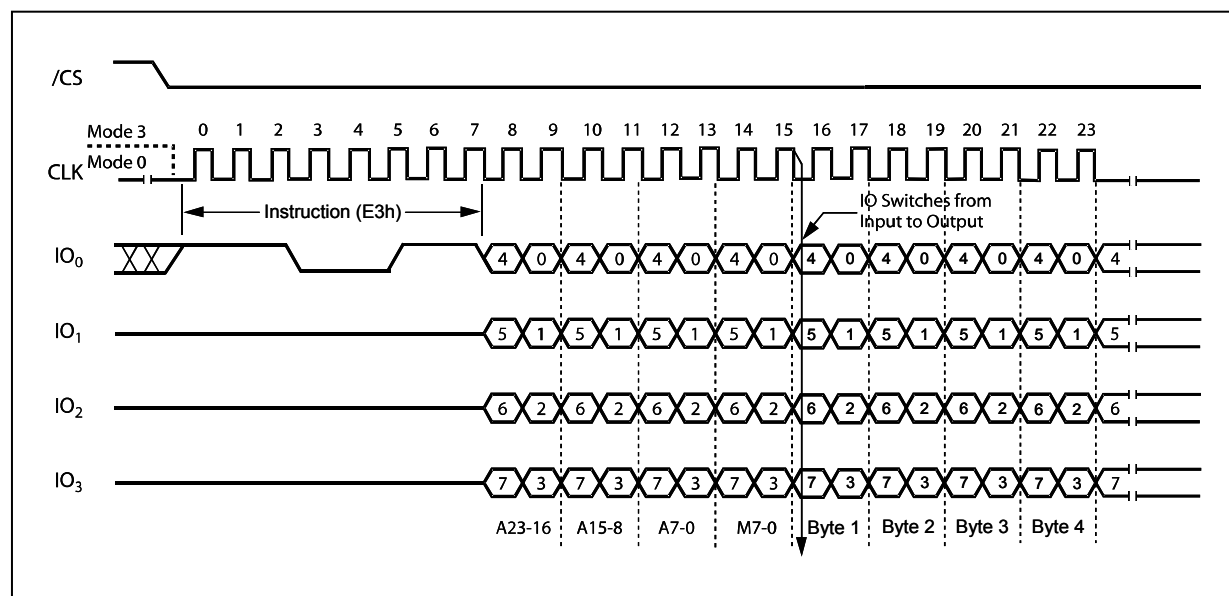 /CS
Mode 3
0 1 2 3 4 5 6 7 8 9 10 11 12 13 14 15 16 17 18 19 20 21 22 23
Mode 0
CLK
Instruction (E3h)
IO Switches from
Input to Output
IO0 4 0 4 0 4 0 4 0 4 0 4 0 4 0 4 0 4
IO1 5 1 5 1 5 1 5 1 5 1 5 1 5 1 5 1 5
IO2 6 2 6 2 6 2 6 2 6 2 6 2 6 2 6 2 6
IO3 7 3 7 3 7 3 7 3 7 3 7 3 7 3 7 3 7
A23-16 A15-8 A7-0 M7-0 Byte 1 Byte 2 Byte 3 Byte 4